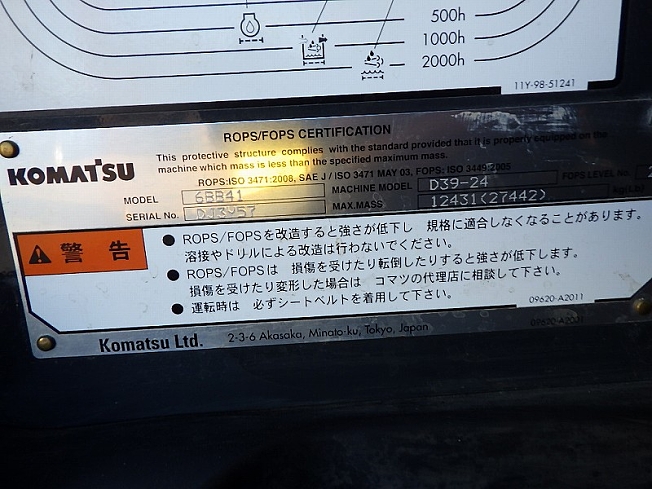 500h
1000h
2000h
11Y-98-51241
ROPS/FOPS CERTIFICATION
KOMATSU
This protective structure complies with the standard provided that it is properly equipped on the
machine which mass is less than the specified maximum mass.
ROPS:ISO 3471:2008, SAE J / ISO 3471 MAY 03, FOPS: ISO 3449:2005
MODEL 6BB41 MACHINE MODEL D39-24 FOPS LEVEL No.
SERIAL No. DJ3957 MAX.MASS 12431(27442) kg(Lb)
警告
● ROPS/FOPSを改造すると強さが低下し 規格に適合しなくなることがあります。
溶接やドリルによる改造は行わないでください。
● ROPS/FOPSは 損傷を受けたり転倒したりすると強さが低下します。
損傷を受けたり変形した場合は コマツの代理店に相談して下さい。
● 運転時は 必ずシートベルトを着用して下さい。
09620-A2011
Komatsu Ltd. 2-3-6 Akasaka, Minato-ku, Tokyo, Japan 09620-A2001